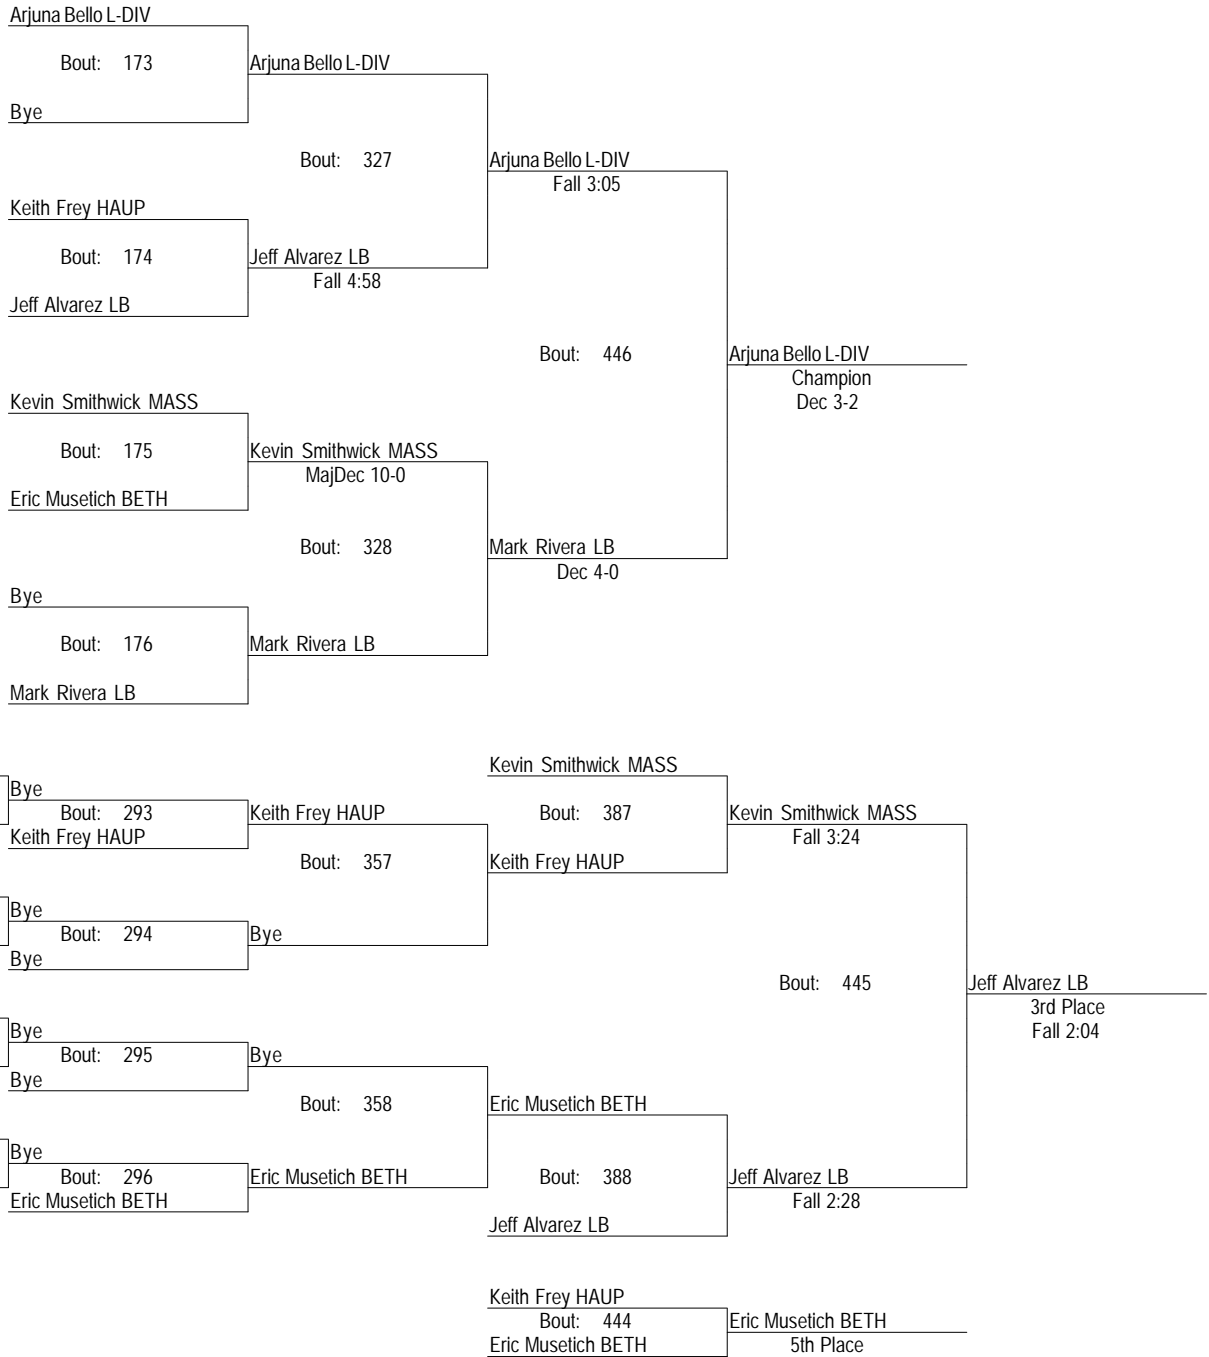 Arjuna Bello L-DIV
Bout: 173
Arjuna Bello L-DIV
Bye
Bout: 327
Arjuna Bello L-DIV
Fall 3:05
Keith Frey HAUP
Bout: 174
Jeff Alvarez LB
Fall 4:58
Jeff Alvarez LB
Bout: 446
Arjuna Bello L-DIV
Champion
Dec 3-2
Kevin Smithwick MASS
Bout: 175
Kevin Smithwick MASS
MajDec 10-0
Eric Musetich BETH
Bout: 328
Mark Rivera LB
Dec 4-0
Bye
Bout: 176
Mark Rivera LB
Mark Rivera LB
Kevin Smithwick MASS
Bye
Bout: 293
Keith Frey HAUP
Bout: 387
Kevin Smithwick MASS
Keith Frey HAUP
Fall 3:24
Bout: 357
Keith Frey HAUP
Bye
Bout: 294
Bye
Bye
Bout: 445
Jeff Alvarez LB
3rd Place
Fall 2:04
Bye
Bout: 295
Bye
Bye
Bout: 358
Eric Musetich BETH
Bye
Bout: 296
Eric Musetich BETH
Bout: 388
Jeff Alvarez LB
Eric Musetich BETH
Fall 2:28
Jeff Alvarez LB
Keith Frey HAUP
Bout: 444
Eric Musetich BETH
Eric Musetich BETH
5th Place